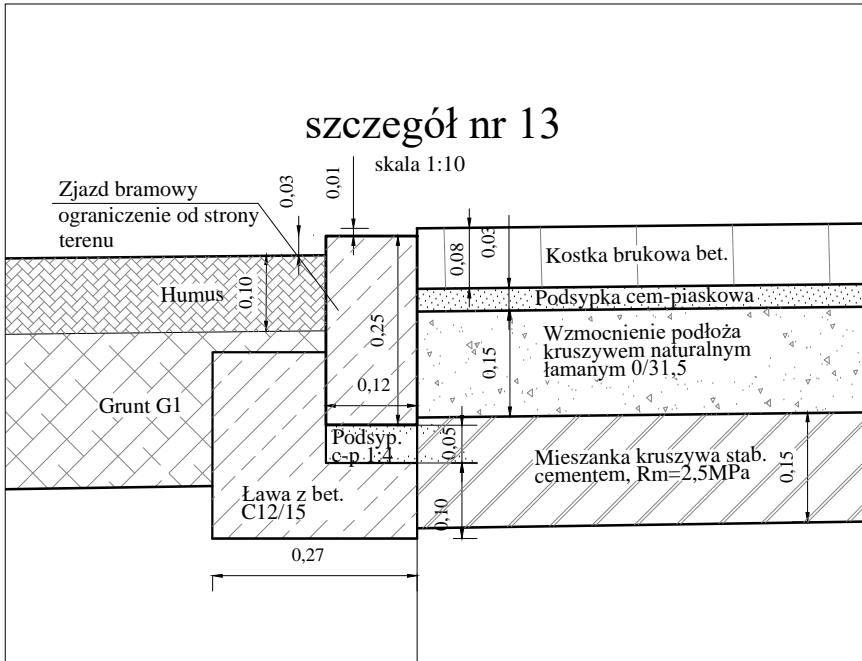 szczegół nr 13
skala 1:10
Zjazd bramowy
ograniczenie od strony
terenu
0,03
0,01
0,08
0,03
Kostka brukowa bet.
Humus
0,10
Podsypka cem-piaskowa
0,25
Wzmocnienie podłoża
kruszywem naturalnym
łamanym 0/31,5
0,15
0,12
Grunt G1
Podsyp.
c-p 1:4
0,05
Mieszanka kruszywa stab.
cementem, Rm=2,5MPa
0,15
Ława z bet.
C12/15
0,10
0,27